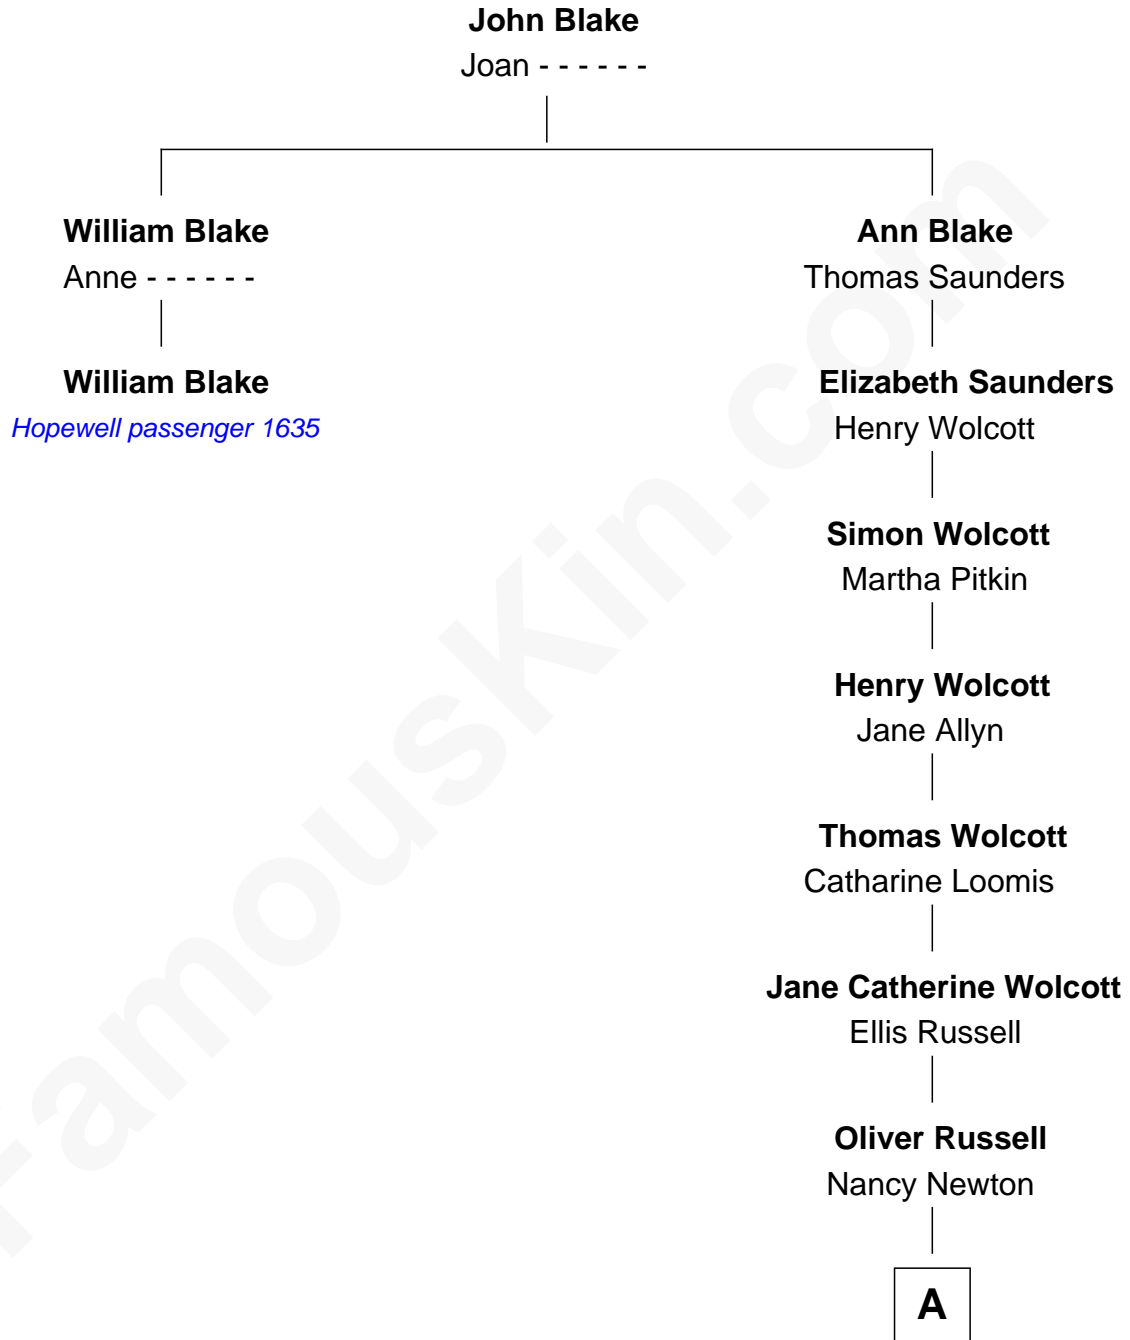 John Blake
Joan - - - - - -
William Blake
Anne - - - - - -
William Blake
Hopewell passenger 1635
Ann Blake
Thomas Saunders
Elizabeth Saunders
Henry Wolcott
Simon Wolcott
Martha Pitkin
Henry Wolcott
Jane Allyn
Thomas Wolcott
Catharine Loomis
Jane Catherine Wolcott
Ellis Russell
Oliver Russell
Nancy Newton
A
FamousKin.com